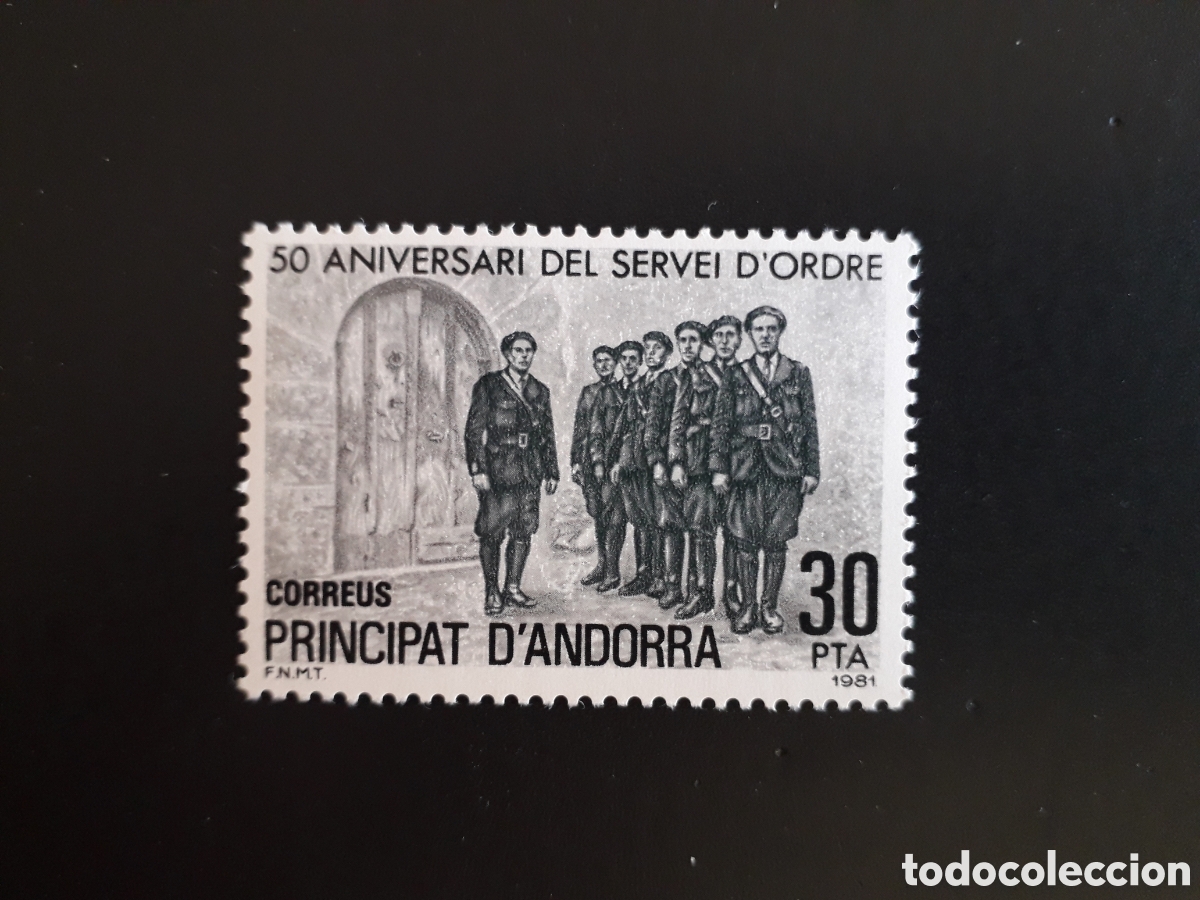 50 ANIVERSARI DEL SERVEI D'ORDRE
CORREUS
PRINCIPAT D'ANDORRA
30
PTA
F.N.M.T.
1981
todocoleccion